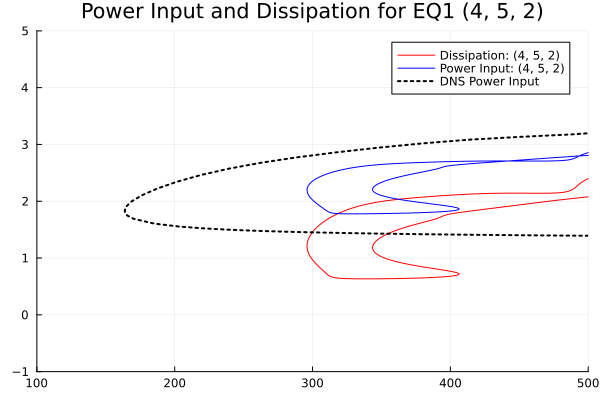 Power Input and Dissipation for EQ1 (4, 5, 2)
5
Dissipation: (4, 5, 2)
Power Input: (4, 5, 2)
DNS Power Input
4
3
2
1
0
−1
100 200 300 400 500